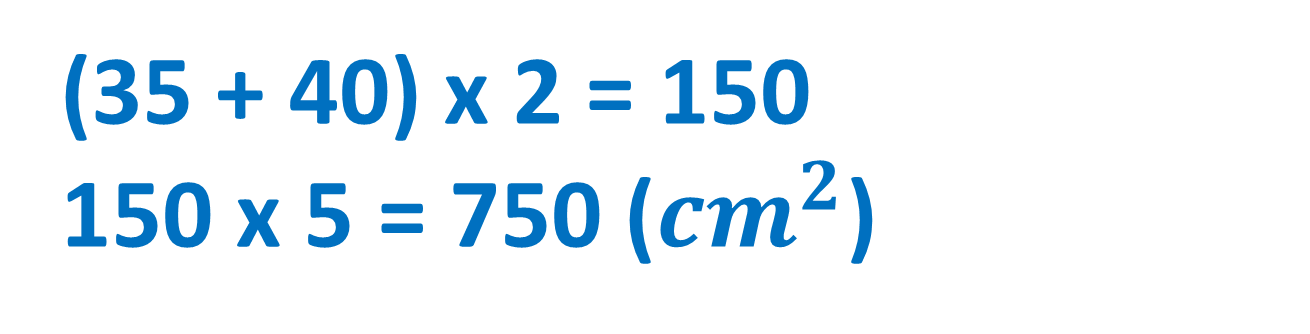 (35 + 40) x 2 = 150
150 x 5 = 750 (cm²)